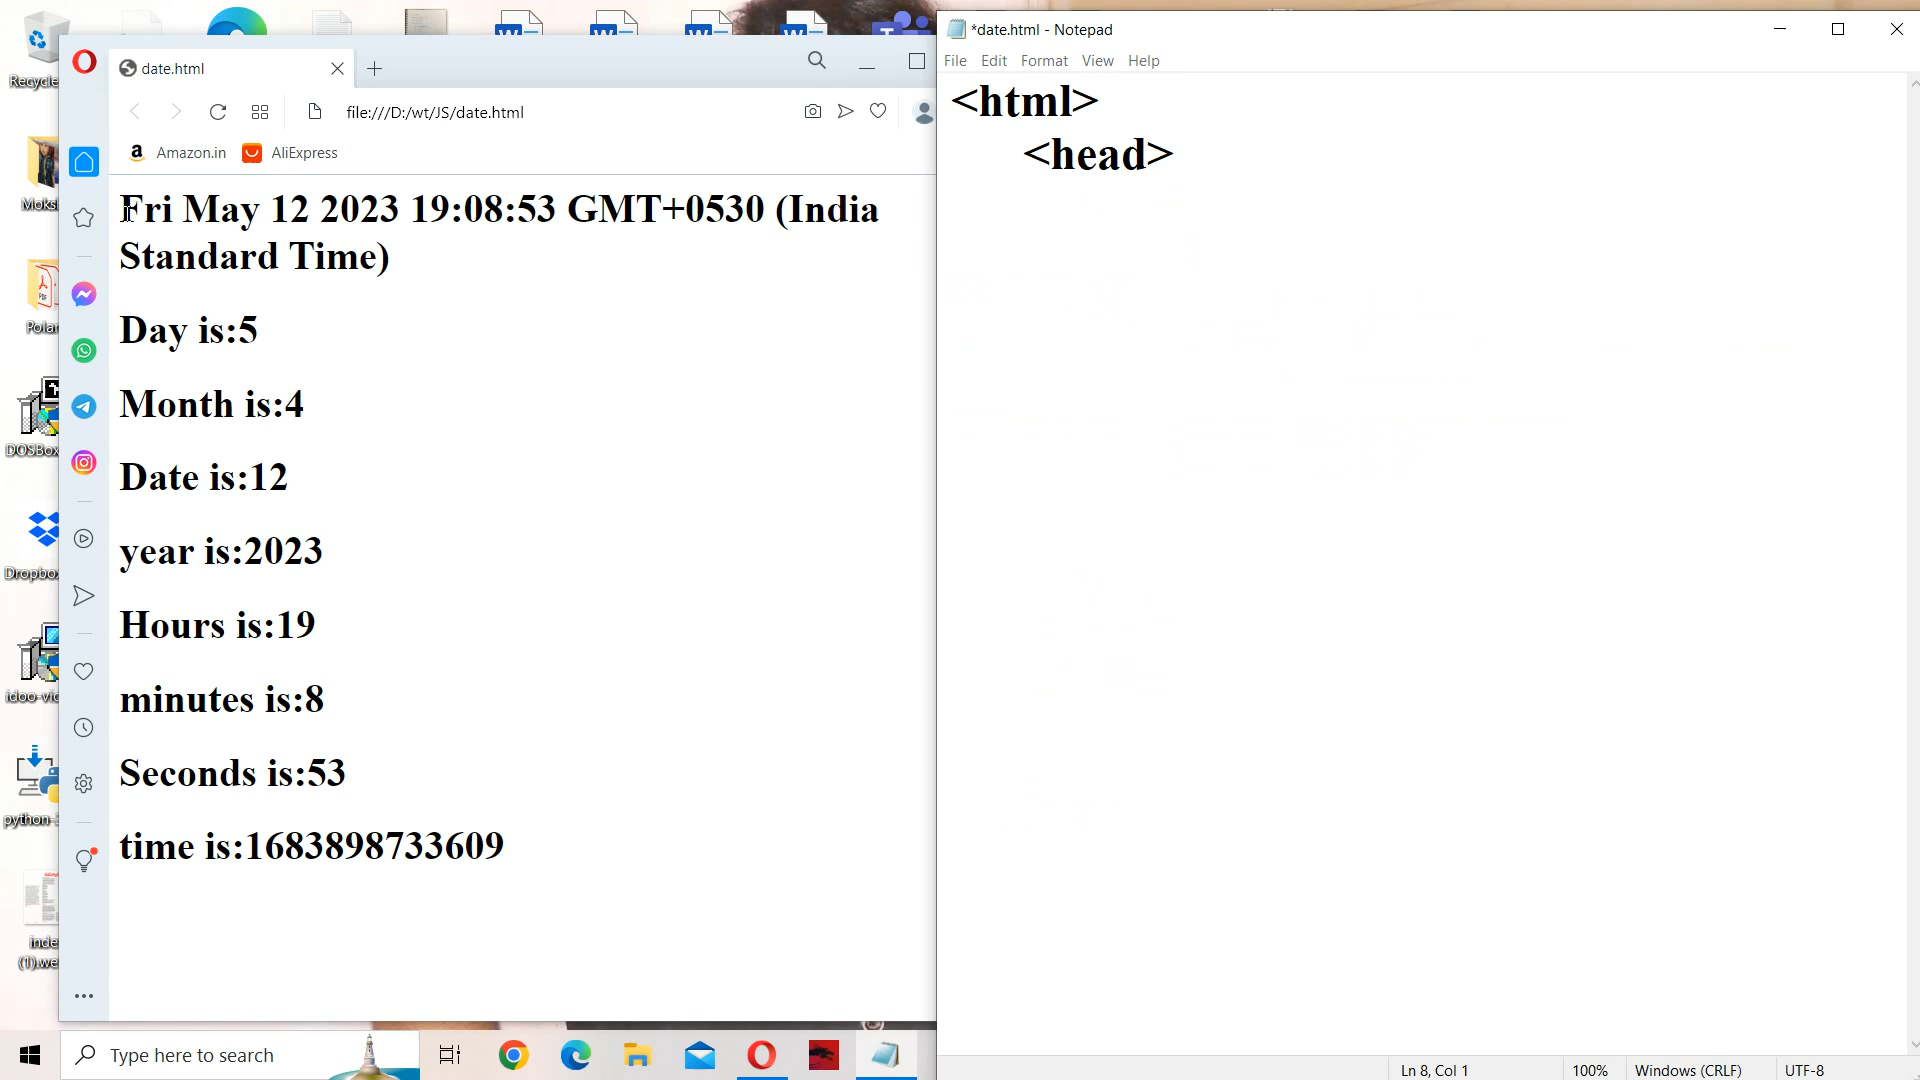 Recycle
Moks
Pola
DOSBox
Dropbox
idoo-vi
python-
inde
(1).we
date.html
file:///D:/wt/JS/date.html
Amazon.in
AliExpress
Fri May 12 2023 19:08:53 GMT+0530 (India
Standard Time)
Day is:5
Month is:4
Date is:12
year is:2023
Hours is:19
minutes is:8
Seconds is:53
time is:1683898733609
*date.html - Notepad
File Edit Format View Help
<html>
<head>
Ln 8, Col 1 100% Windows (CRLF) UTF-8
Type here to search